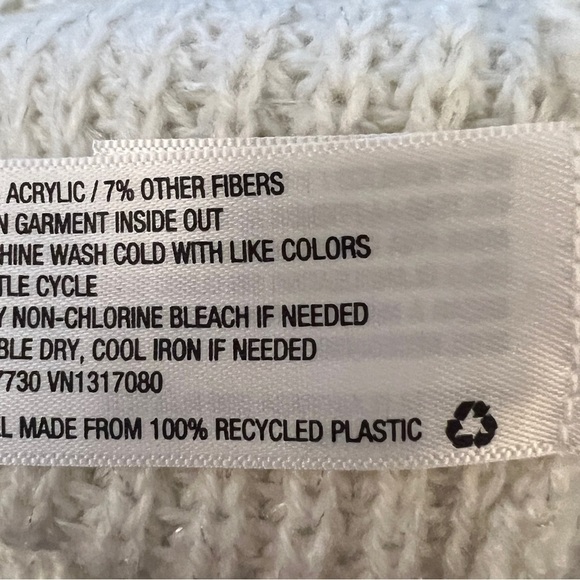 ACRYLIC / 7% OTHER FIBERS
N GARMENT INSIDE OUT
HINE WASH COLD WITH LIKE COLORS
TLE CYCLE
Y NON-CHLORINE BLEACH IF NEEDED
BLE DRY, COOL IRON IF NEEDED
7730 VN1317080
L MADE FROM 100% RECYCLED PLASTIC